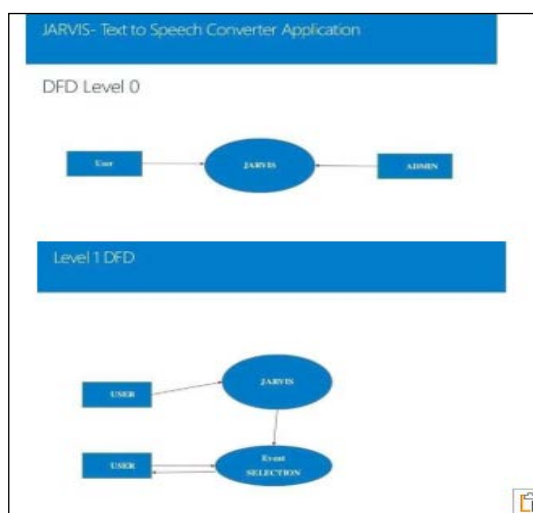 JARVIS- Text to Speech Converter Application
DFD Level 0
User
JARVIS
ADMIN
Level 1 DFD
JARVIS
USER
USER
Event
SELECTION